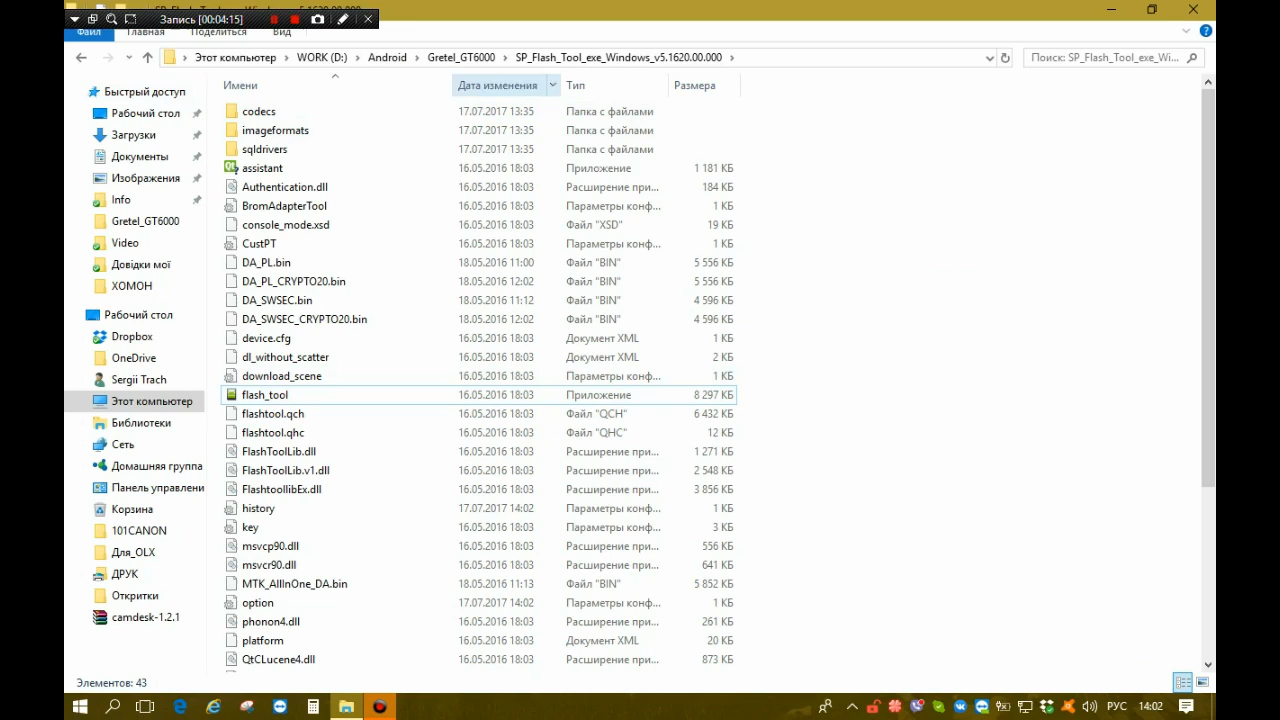 SP_Flash_Tool_exe_Windows_v5.1620.00.000
Запись [00:04:15]
Файл Главная Поделиться Вид
Этот компьютер WORK (D:) Android Gretel_GT6000 SP_Flash_Tool_exe_Windows_v5.1620.00.000
Поиск: SP_Flash_Tool_exe_Wi...
Имени Дата изменения Тип Размера
Быстрый доступ
Рабочий стол
Загрузки
Документы
Изображения
Info
Gretel_GT6000
Video
Довідки мої
ХОМОН
Рабочий стол
Dropbox
OneDrive
Sergii Trach
Этот компьютер
Библиотеки
Сеть
Домашняя группа
Панель управлени
Корзина
101CANON
Для_OLX
ДРУК
Откритки
camdesk-1.2.1
codecs 17.07.2017 13:35 Папка с файлами
imageformats 17.07.2017 13:35 Папка с файлами
sqldrivers 17.07.2017 13:35 Папка с файлами
assistant 16.05.2016 18:03 Приложение 1 181 КБ
Authentication.dll 16.05.2016 18:03 Расширение при... 184 КБ
BromAdapterTool 16.05.2016 18:03 Параметры конф... 1 КБ
console_mode.xsd 16.05.2016 18:03 Файл "XSD" 19 КБ
CustPT 16.05.2016 18:03 Параметры конф... 1 КБ
DA_PL.bin 18.05.2016 11:00 Файл "BIN" 5 556 КБ
DA_PL_CRYPTO20.bin 18.05.2016 12:02 Файл "BIN" 5 556 КБ
DA_SWSEC.bin 18.05.2016 11:12 Файл "BIN" 4 596 КБ
DA_SWSEC_CRYPTO20.bin 18.05.2016 12:02 Файл "BIN" 4 596 КБ
device.cfg 16.05.2016 18:03 Документ XML 1 КБ
dl_without_scatter 16.05.2016 18:03 Документ XML 2 КБ
download_scene 16.05.2016 18:03 Параметры конф... 1 КБ
flash_tool 16.05.2016 18:03 Приложение 8 297 КБ
flashtool.qch 16.05.2016 18:03 Файл "QCH" 6 432 КБ
flashtool.qhc 16.05.2016 18:03 Файл "QHC" 12 КБ
FlashToolLib.dll 16.05.2016 18:03 Расширение при... 1 271 КБ
FlashToolLib.v1.dll 16.05.2016 18:03 Расширение при... 2 548 КБ
FlashtoollibEx.dll 16.05.2016 18:03 Расширение при... 3 856 КБ
history 17.07.2017 14:02 Параметры конф... 1 КБ
key 16.05.2016 18:03 Параметры конф... 3 КБ
msvcp90.dll 16.05.2016 18:03 Расширение при... 556 КБ
msvcr90.dll 16.05.2016 18:03 Расширение при... 641 КБ
MTK_AllInOne_DA.bin 18.05.2016 11:13 Файл "BIN" 5 852 КБ
option 17.07.2017 14:02 Параметры конф... 1 КБ
phonon4.dll 16.05.2016 18:03 Расширение при... 261 КБ
platform 16.05.2016 18:03 Документ XML 20 КБ
QtCLucene4.dll 16.05.2016 18:03 Расширение при... 873 КБ
Элементов: 43
РУС 14:02